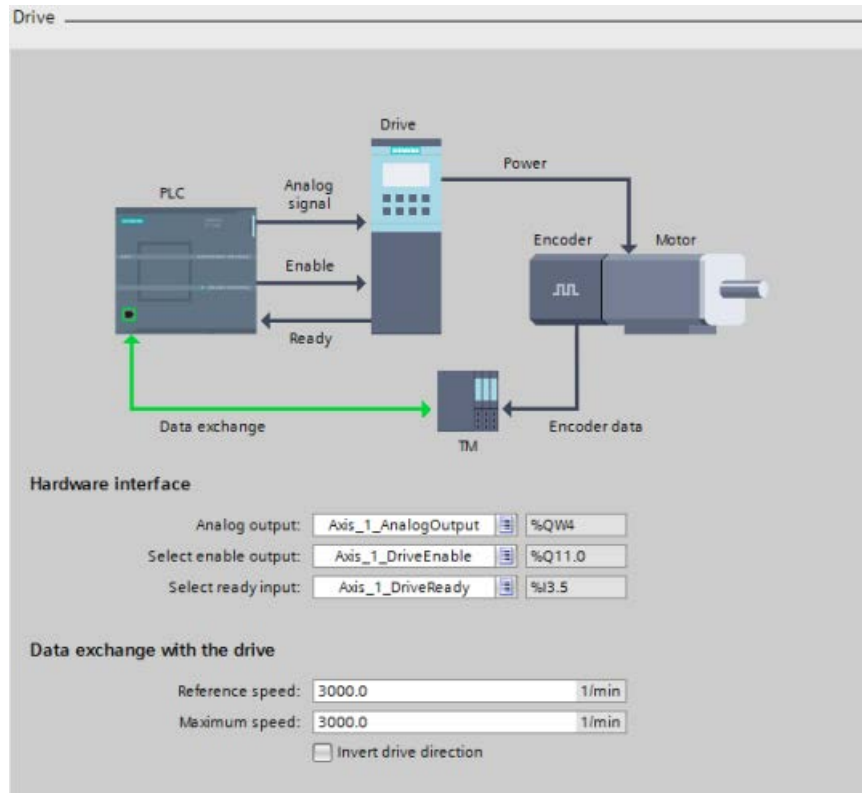 Drive
Drive
Power
PLC
Analog
signal
Encoder
Motor
Enable
Ready
Data exchange
Encoder data
TM
Hardware interface
Analog output: Axis_1_AnalogOutput %QW4
Select enable output: Axis_1_DriveEnable %Q11.0
Select ready input: Axis_1_DriveReady %I3.5
Data exchange with the drive
Reference speed: 3000.0 1/min
Maximum speed: 3000.0 1/min
Invert drive direction